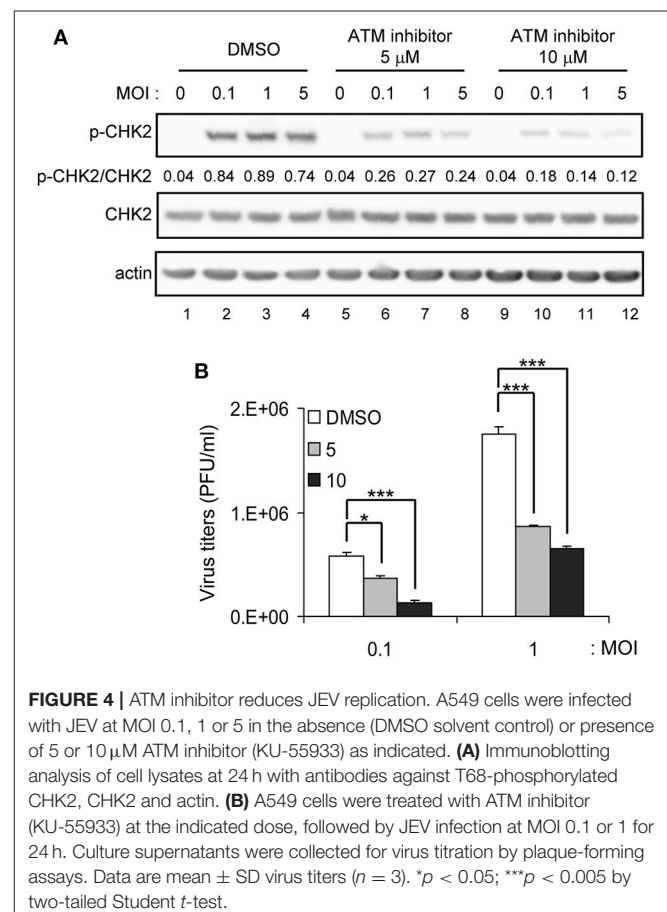 A
DMSO
ATM inhibitor
5 μM
ATM inhibitor
10 μM
MOI : 0 0.1 1 5 0 0.1 1 5 0 0.1 1 5
p-CHK2
p-CHK2/CHK2 0.04 0.84 0.89 0.74 0.04 0.26 0.27 0.24 0.04 0.18 0.14 0.12
CHK2
actin
1 2 3 4 5 6 7 8 9 10 11 12
B
Virus titers (PFU/ml)
2.E+06
1.E+06
0.E+00
DMSO
5
10
***
*
***
***
0.1 1 : MOI
FIGURE 4 | ATM inhibitor reduces JEV replication. A549 cells were infected
with JEV at MOI 0.1, 1 or 5 in the absence (DMSO solvent control) or presence
of 5 or 10 μM ATM inhibitor (KU-55933) as indicated. (A) Immunoblotting
analysis of cell lysates at 24 h with antibodies against T68-phosphorylated
CHK2, CHK2 and actin. (B) A549 cells were treated with ATM inhibitor
(KU-55933) at the indicated dose, followed by JEV infection at MOI 0.1 or 1 for
24 h. Culture supernatants were collected for virus titration by plaque-forming
assays. Data are mean ± SD virus titers (n = 3). *p < 0.05; ***p < 0.005 by
two-tailed Student t-test.